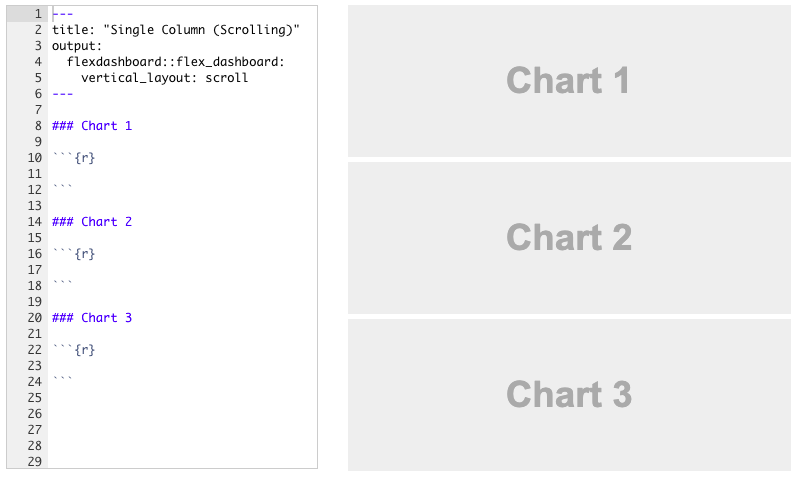 1 ---
2 title: "Single Column (Scrolling)"
3 output:
4   flexdashboard::flex_dashboard:
5     vertical_layout: scroll
6 ---
7
8 ### Chart 1
9
10 ```{r}
11
12 ```
13
14 ### Chart 2
15
16 ```{r}
17
18 ```
19
20 ### Chart 3
21
22 ```{r}
23
24 ```
25
26
27
28
29
Chart 1
Chart 2
Chart 3